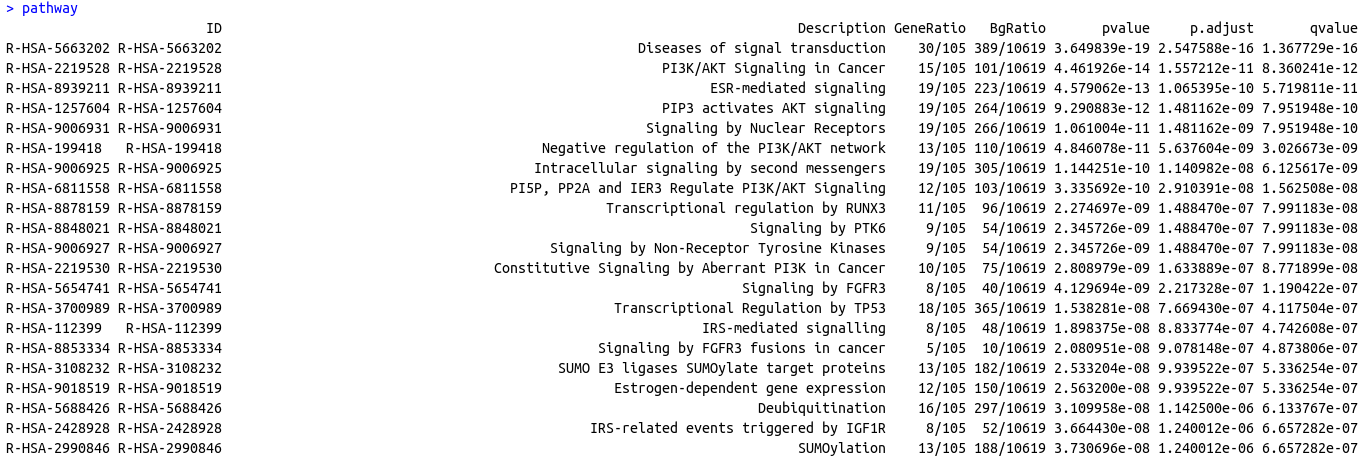 > pathway
ID Description GeneRatio BgRatio pvalue p.adjust qvalue
R-HSA-5663202 R-HSA-5663202 Diseases of signal transduction 30/105 389/10619 3.649839e-19 2.547588e-16 1.367729e-16
R-HSA-2219528 R-HSA-2219528 PI3K/AKT Signaling in Cancer 15/105 101/10619 4.461926e-14 1.557212e-11 8.360241e-12
R-HSA-8939211 R-HSA-8939211 ESR-mediated signaling 19/105 223/10619 4.579062e-13 1.065395e-10 5.719811e-11
R-HSA-1257604 R-HSA-1257604 PIP3 activates AKT signaling 19/105 264/10619 9.290883e-12 1.481162e-09 7.951948e-10
R-HSA-9006931 R-HSA-9006931 Signaling by Nuclear Receptors 19/105 266/10619 1.061004e-11 1.481162e-09 7.951948e-10
R-HSA-199418 R-HSA-199418 Negative regulation of the PI3K/AKT network 13/105 110/10619 4.846078e-11 5.637604e-09 3.026673e-09
R-HSA-9006925 R-HSA-9006925 Intracellular signaling by second messengers 19/105 305/10619 1.144251e-10 1.140982e-08 6.125617e-09
R-HSA-6811558 R-HSA-6811558 PI5P, PP2A and IER3 Regulate PI3K/AKT Signaling 12/105 103/10619 3.335692e-10 2.910391e-08 1.562508e-08
R-HSA-8878159 R-HSA-8878159 Transcriptional regulation by RUNX3 11/105 96/10619 2.274697e-09 1.488470e-07 7.991183e-08
R-HSA-8848021 R-HSA-8848021 Signaling by PTK6 9/105 54/10619 2.345726e-09 1.488470e-07 7.991183e-08
R-HSA-9006927 R-HSA-9006927 Signaling by Non-Receptor Tyrosine Kinases 9/105 54/10619 2.345726e-09 1.488470e-07 7.991183e-08
R-HSA-2219530 R-HSA-2219530 Constitutive Signaling by Aberrant PI3K in Cancer 10/105 75/10619 2.808979e-09 1.633889e-07 8.771899e-08
R-HSA-5654741 R-HSA-5654741 Signaling by FGFR3 8/105 40/10619 4.129694e-09 2.217328e-07 1.190422e-07
R-HSA-3700989 R-HSA-3700989 Transcriptional Regulation by TP53 18/105 365/10619 1.538281e-08 7.669430e-07 4.117504e-07
R-HSA-112399 R-HSA-112399 IRS-mediated signalling 8/105 48/10619 1.898375e-08 8.833774e-07 4.742608e-07
R-HSA-8853334 R-HSA-8853334 Signaling by FGFR3 fusions in cancer 5/105 10/10619 2.080951e-08 9.078148e-07 4.873806e-07
R-HSA-3108232 R-HSA-3108232 SUMO E3 ligases SUMOylate target proteins 13/105 182/10619 2.533204e-08 9.939522e-07 5.336254e-07
R-HSA-9018519 R-HSA-9018519 Estrogen-dependent gene expression 12/105 150/10619 2.563200e-08 9.939522e-07 5.336254e-07
R-HSA-5688426 R-HSA-5688426 Deubiquitination 16/105 297/10619 3.109958e-08 1.142500e-06 6.133767e-07
R-HSA-2428928 R-HSA-2428928 IRS-related events triggered by IGF1R 8/105 52/10619 3.664430e-08 1.240012e-06 6.657282e-07
R-HSA-2990846 R-HSA-2990846 SUMOylation 13/105 188/10619 3.730696e-08 1.240012e-06 6.657282e-07